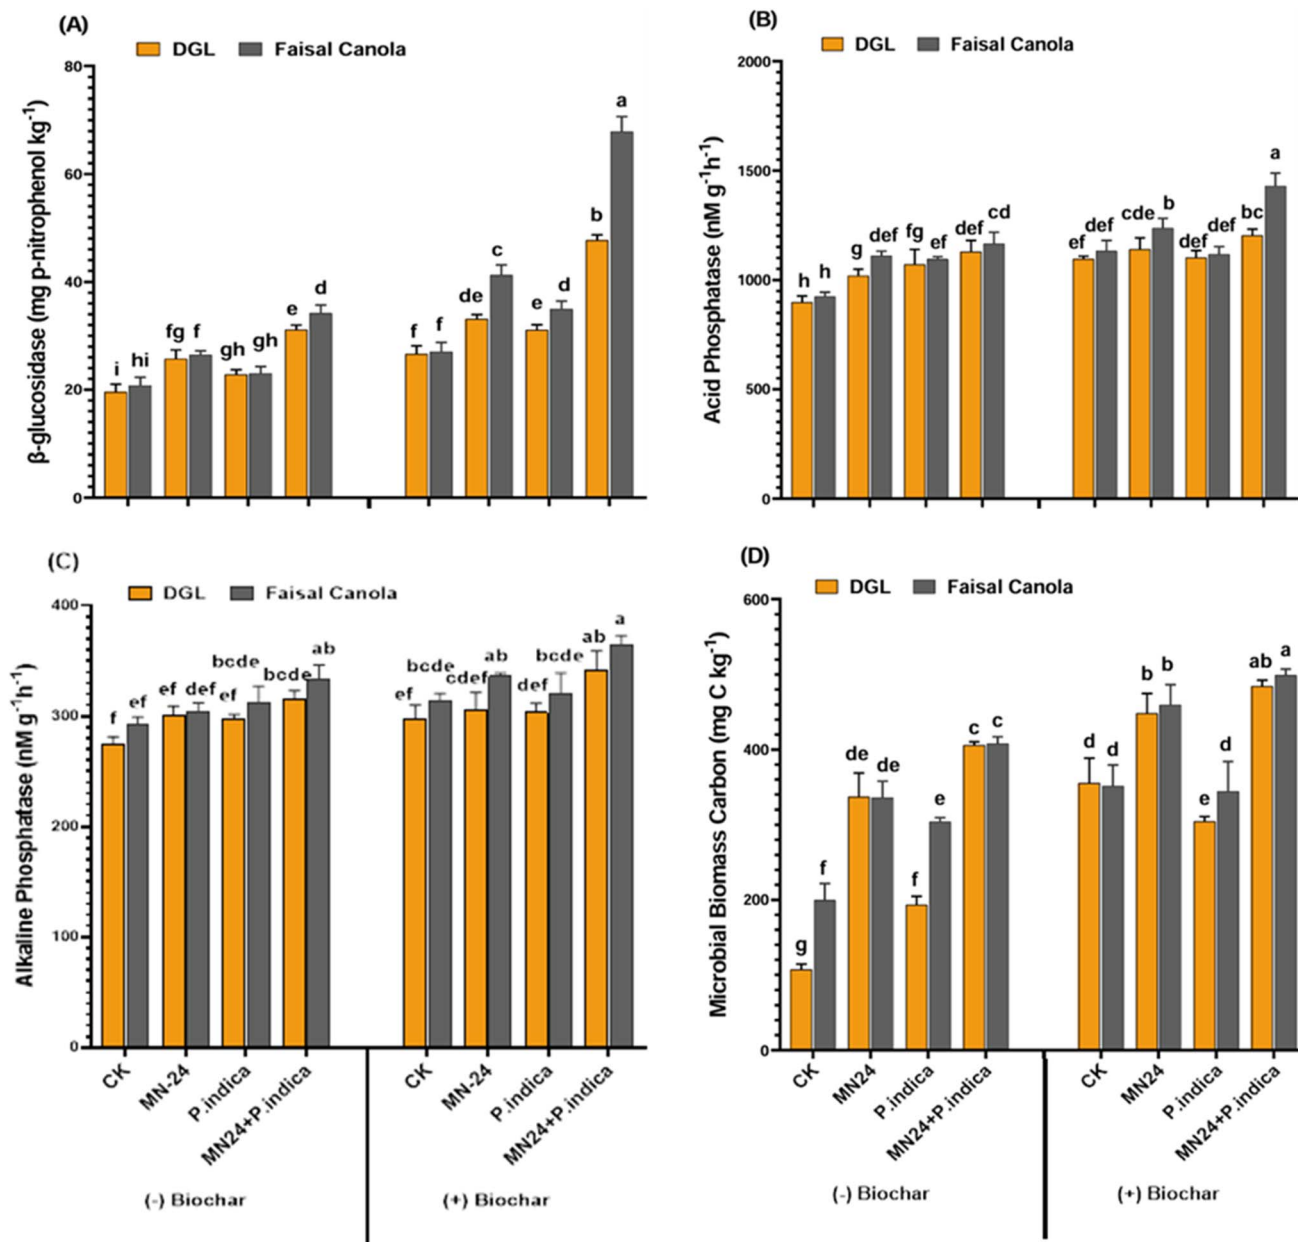 (A)
DGL Faisal Canola
β-glucosidase (mg p-nitrophenol kg-1)
80
60
40
20
0
i hi fg f gh gh e d f f de c e d b a
(B)
DGL Faisal Canola
Acid Phosphatase (nM g-1h-1)
2000
1500
1000
500
0
h h g def fg ef def cd ef def cde b def def bc a
(C)
DGL Faisal Canola
Alkaline Phosphatase (nM g-1h-1)
400
300
200
100
0
f ef ef def ef bcde bcde ab ef bcde cdef ab def bcde ab a
CK MN-24 P.indica MN24+P.indica CK MN-24 P.indica MN24+P.indica
(-) Biochar (+) Biochar
(D)
DGL Faisal Canola
Microbial Biomass Carbon (mg C kg-1)
600
400
200
0
g f de de f e c c d d b b e d ab a
CK MN24 P.indica MN24+P.indica CK MN24 P.indica MN24+P.indica
(-) Biochar (+) Biochar